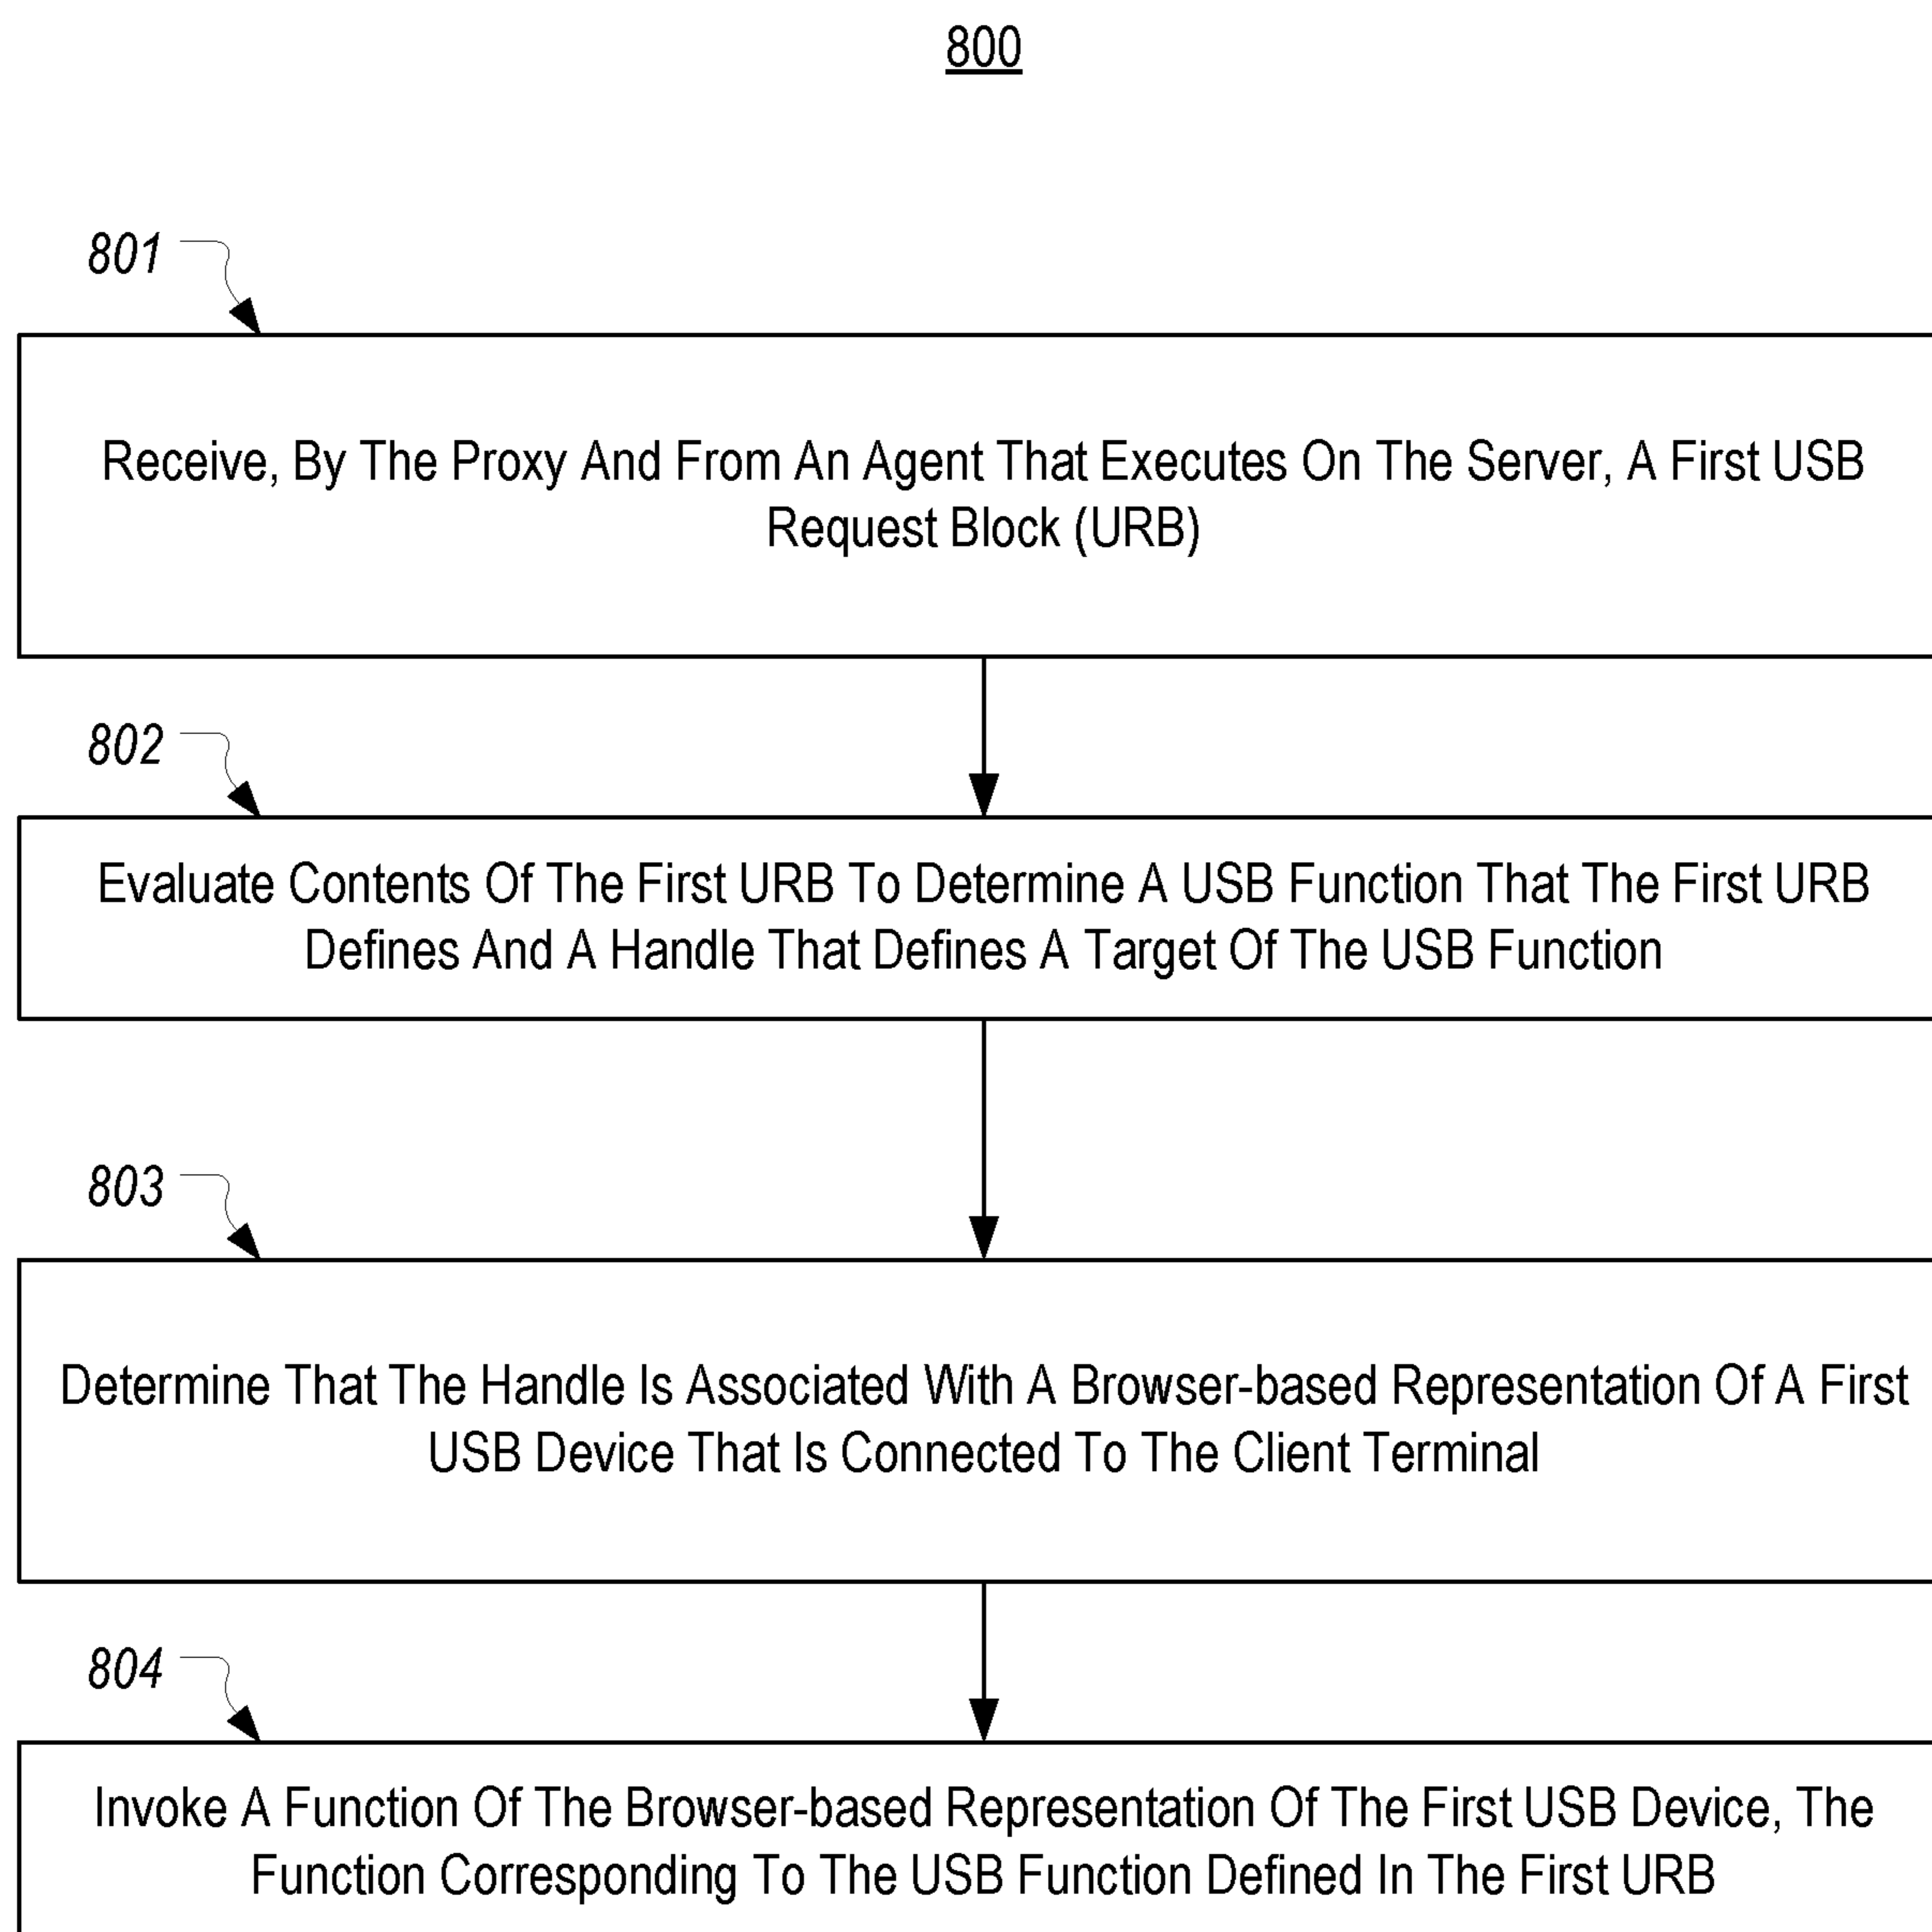 800
801
Receive, By The Proxy And From An Agent That Executes On The Server, A First USB
Request Block (URB)
802
Evaluate Contents Of The First URB To Determine A USB Function That The First URB
Defines And A Handle That Defines A Target Of The USB Function
803
Determine That The Handle Is Associated With A Browser-based Representation Of A First
USB Device That Is Connected To The Client Terminal
804
Invoke A Function Of The Browser-based Representation Of The First USB Device, The
Function Corresponding To The USB Function Defined In The First URB